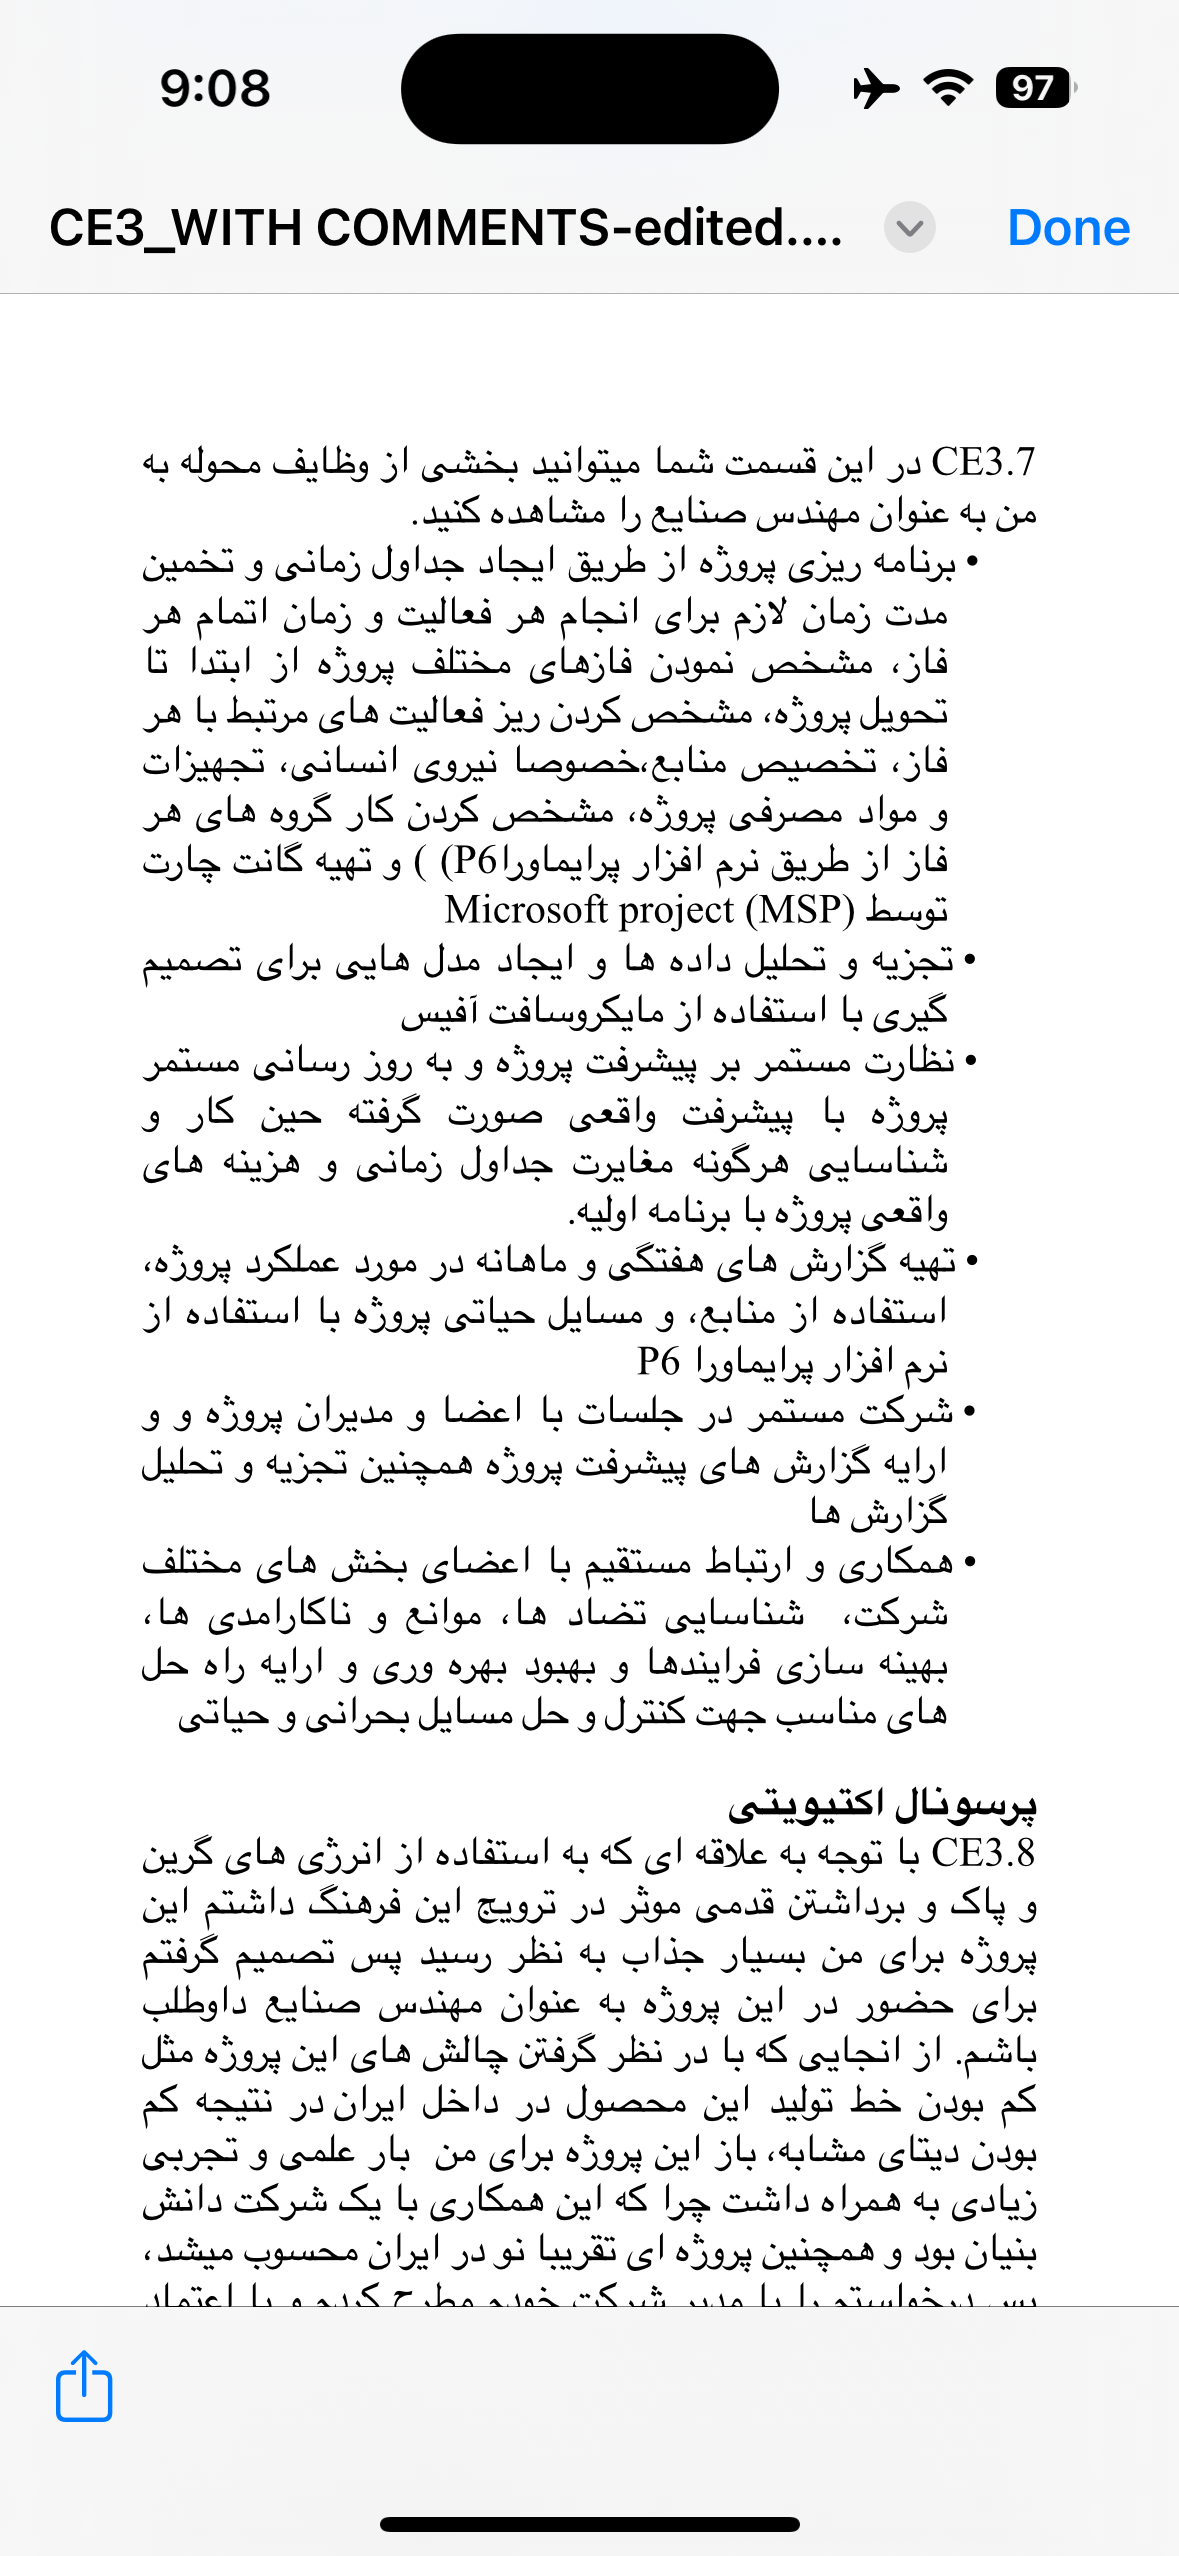 9:08
97
CE3_WITH COMMENTS-edited....
Done
CE3.7 در این قسمت شما میتوانید بخشی از وظایف محوله به
من به عنوان مهندس صنایع را مشاهده کنید.
• برنامه ریزی پروژه از طریق ایجاد جداول زمانی و تخمین
مدت زمان لازم برای انجام هر فعالیت و زمان اتمام هر
فاز، مشخص نمودن فازهای مختلف پروژه از ابتدا تا
تحویل پروژه، مشخص کردن ریز فعالیت های مرتبط با هر
فاز، تخصیص منابع،خصوصا نیروی انسانی، تجهیزات
و مواد مصرفی پروژه، مشخص کردن کار گروه های هر
فاز از طریق نرم افزار پرایماوراP6) ) و تهیه گانت چارت
توسط Microsoft project (MSP)
• تجزیه و تحلیل داده ها و ایجاد مدل هایی برای تصمیم
گیری با استفاده از مایکروسافت آفیس
• نظارت مستمر بر پیشرفت پروژه و به روز رسانی مستمر
پروژه با پیشرفت واقعی صورت گرفته حین کار و
شناسایی هرگونه مغایرت جداول زمانی و هزینه های
واقعی پروژه با برنامه اولیه.
• تهیه گزارش های هفتگی و ماهانه در مورد عملکرد پروژه،
استفاده از منابع، و مسایل حیاتی پروژه با استفاده از
نرم افزار پرایماورا P6
• شرکت مستمر در جلسات با اعضا و مدیران پروژه و و
ارایه گزارش های پیشرفت پروژه همچنین تجزیه و تحلیل
گزارش ها
• همکاری و ارتباط مستقیم با اعضای بخش های مختلف
شرکت، شناسایی تضاد ها، موانع و ناکارامدی ها،
بهینه سازی فرایندها و بهبود بهره وری و ارایه راه حل
های مناسب جهت کنترل و حل مسایل بحرانی و حیاتی
پرسونال اکتیویتی
CE3.8 با توجه به علاقه ای که به استفاده از انرژی های گرین
و پاک و برداشتن قدمی موثر در ترویج این فرهنگ داشتم این
پروژه برای من بسیار جذاب به نظر رسید پس تصمیم گرفتم
برای حضور در این پروژه به عنوان مهندس صنایع داوطلب
باشم. از انجایی که با در نظر گرفتن چالش های این پروژه مثل
کم بودن خط تولید این محصول در داخل ایران در نتیجه کم
بودن دیتای مشابه، باز این پروژه برای من بار علمی و تجربی
زیادی به همراه داشت چرا که این همکاری با یک شرکت دانش
بنیان بود و همچنین پروژه ای تقریبا نو در ایران محسوب میشد،
پس درخواستم را با مدیر شرکت خودم مطرح کردم و با اعتماد